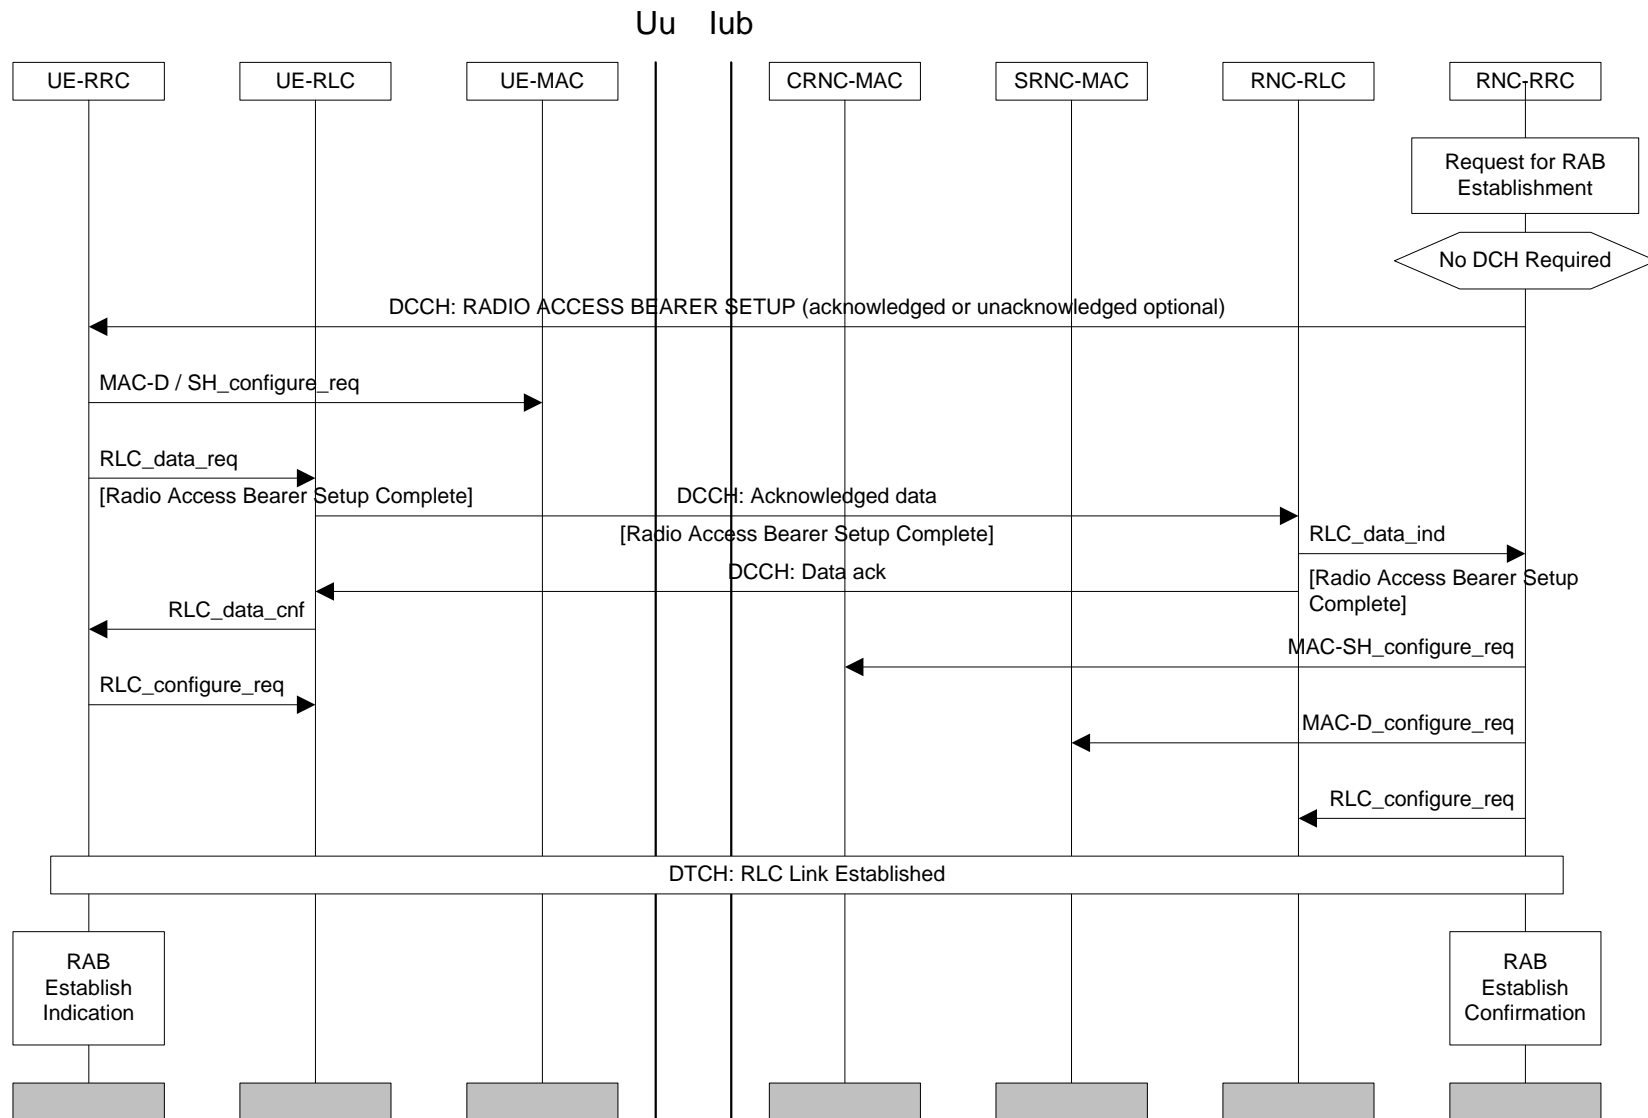 Uu Iub
UE-RRC UE-RLC UE-MAC CRNC-MAC SRNC-MAC RNC-RLC RNC-RRC
Request for RAB
Establishment
No DCH Required
DCCH: RADIO ACCESS BEARER SETUP (acknowledged or unacknowledged optional)
MAC-D / SH_configure_req
RLC_data_req
[Radio Access Bearer Setup Complete]
DCCH: Acknowledged data
[Radio Access Bearer Setup Complete]
RLC_data_ind
DCCH: Data ack
[Radio Access Bearer Setup
Complete]
RLC_data_cnf
MAC-SH_configure_req
RLC_configure_req
MAC-D_configure_req
RLC_configure_req
DTCH: RLC Link Established
RAB
Establish
Indication
RAB
Establish
Confirmation